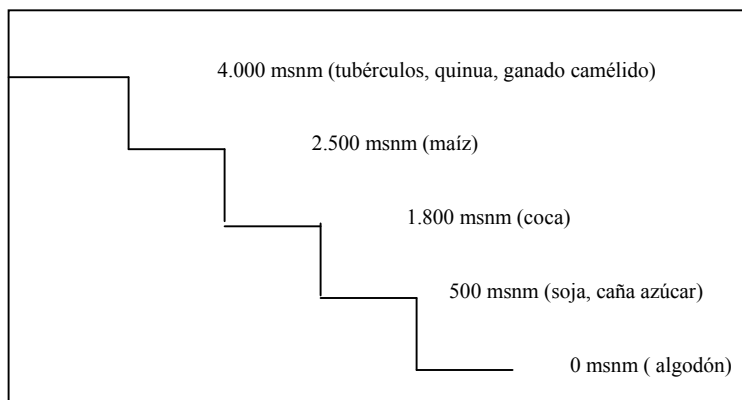 4.000 msnm (tubérculos, quinua, ganado camélido)
2.500 msnm (maíz)
1.800 msnm (coca)
500 msnm (soja, caña azúcar)
0 msnm ( algodón)